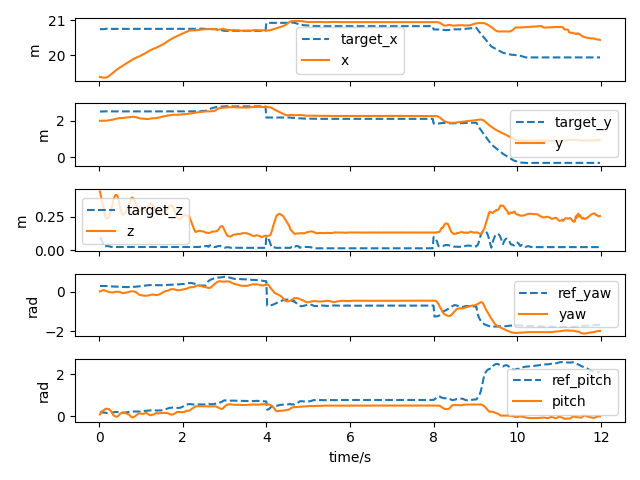 21
20
m
target_x
x
2
0
m
target_y
y
0.25
0.00
m
target_z
z
0
−2
rad
ref_yaw
yaw
2
0
rad
ref_pitch
pitch
0 2 4 6 8 10 12
time/s